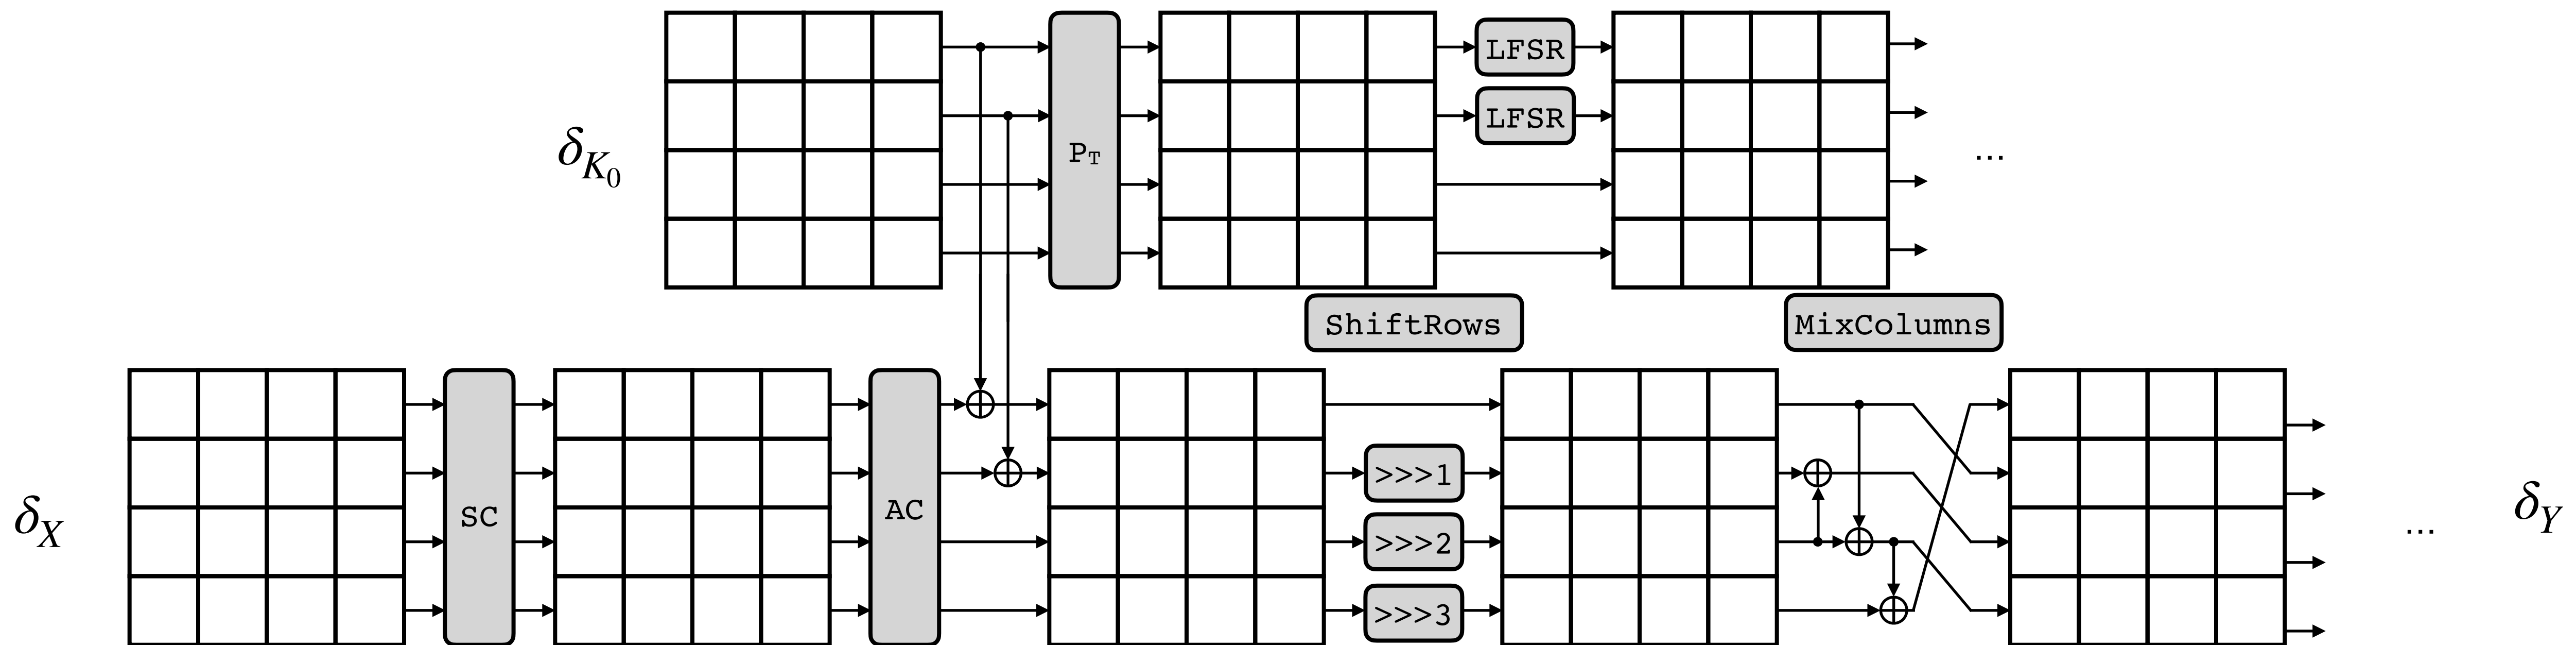 LFSR
LFSR
δK₀
PT
...
ShiftRows
MixColumns
>>>1
δX
SC
AC
>>>2
...
δY
>>>3